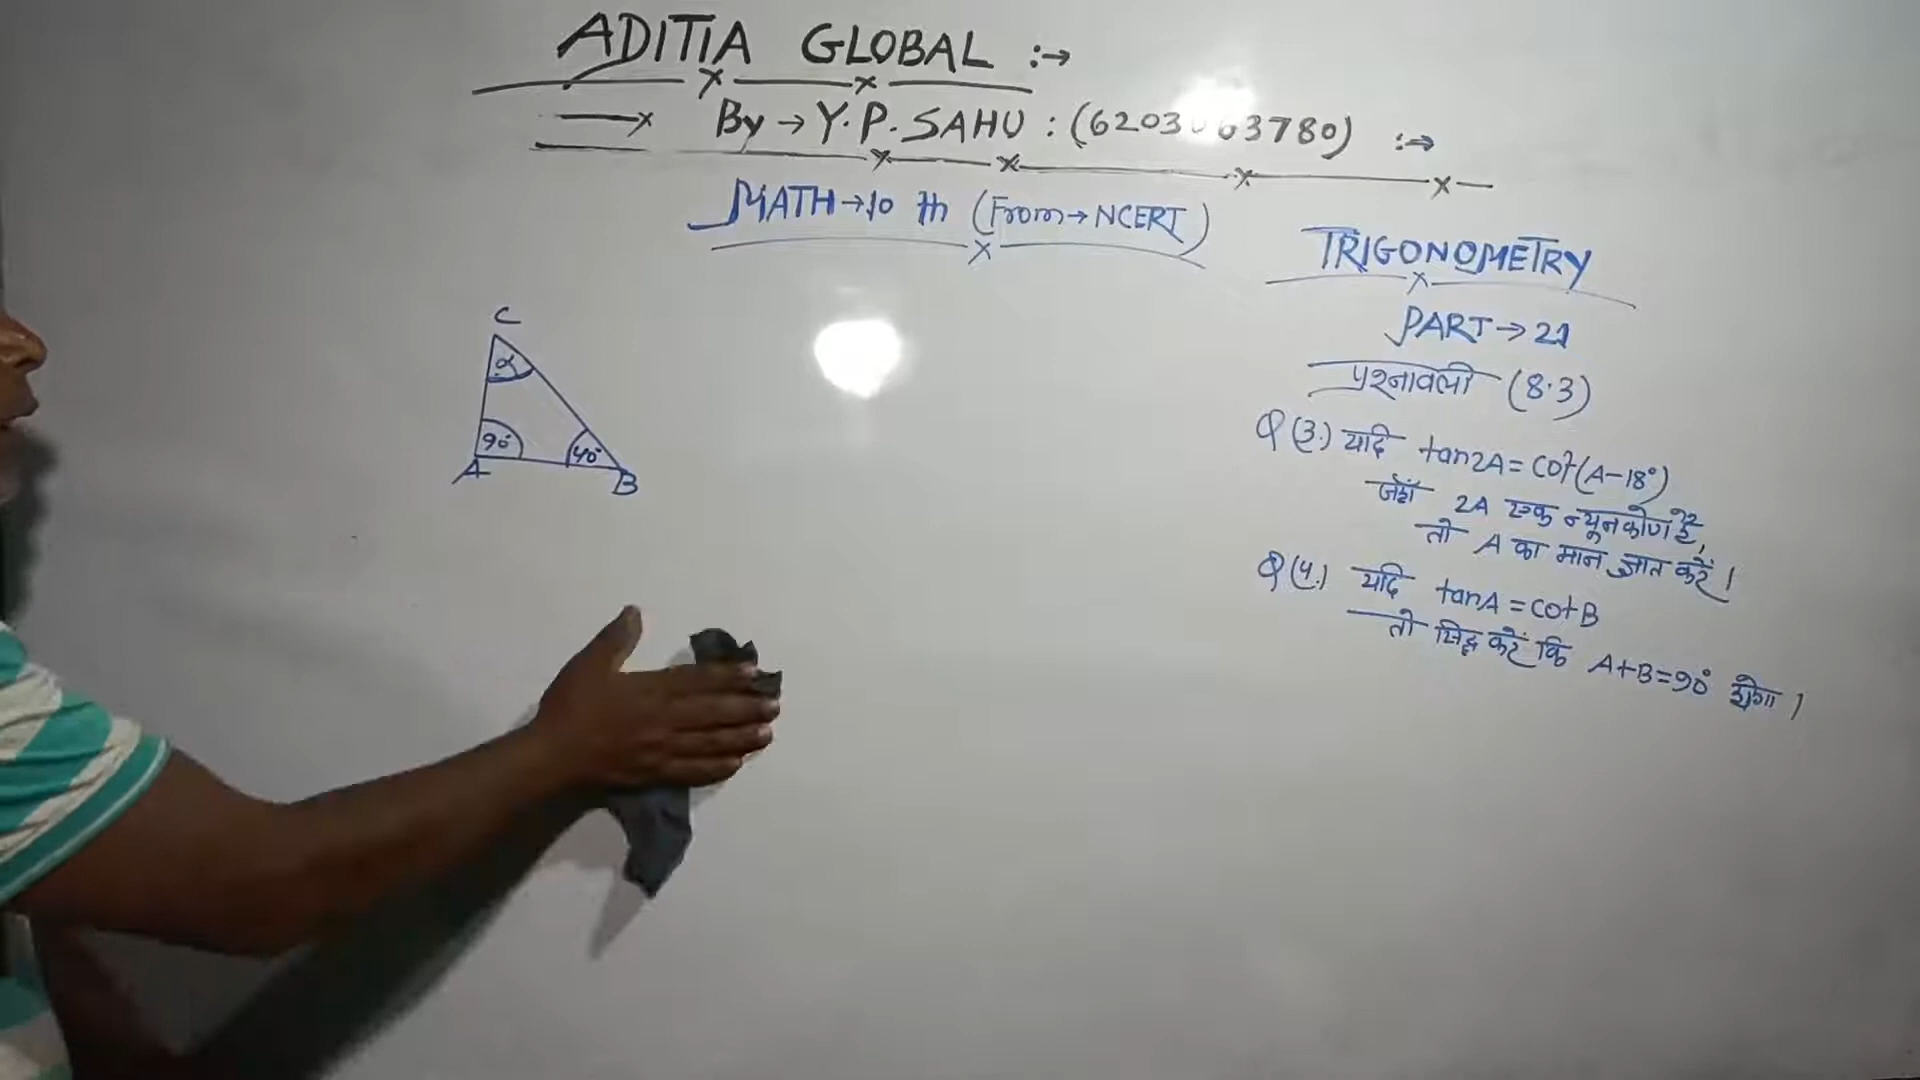 ADITIA GLOBAL :→
By → Y.P. SAHU : (6203 63780) :→
MATH → 10 th (From → NCERT)
TRIGONOMETRY
PART → 21
प्रश्नावली (8.3)
Q (3.) यदि tan2A = cot(A-18°)
जहाँ 2A एक न्यूनकोण है,
तो A का मान ज्ञात करें।
Q (4.) यदि tanA = cotB
तो सिद्ध करें कि A+B=90° होगा।
C
α
90°
40°
A
B